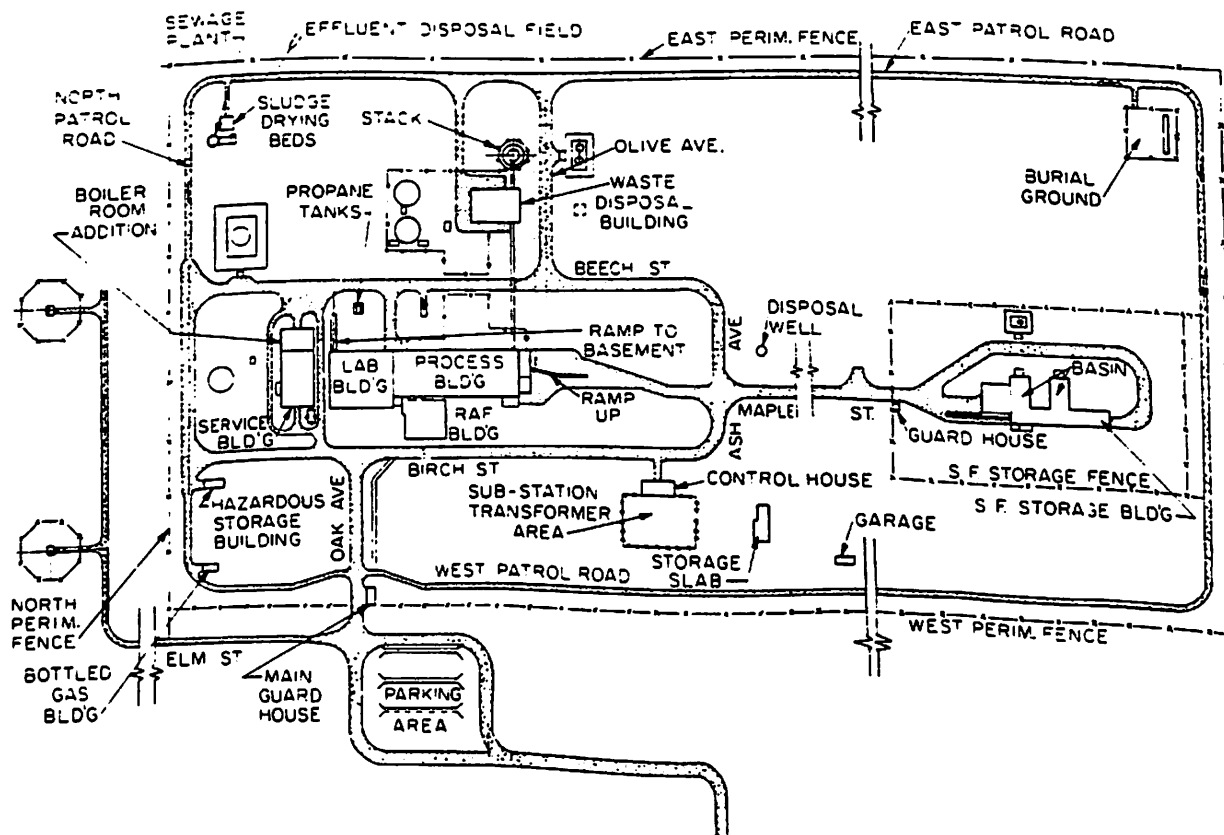 SEWAGE
PLANT
EFFLUENT DISPOSAL FIELD
EAST PERIM. FENCE
EAST PATROL ROAD
NORTH
PATROL
ROAD
SLUDGE
DRYING
BEDS
STACK
OLIVE AVE.
BURIAL
GROUND
BOILER
ROOM
ADDITION
PROPANE
TANKS
WASTE
DISPOSAL
BUILDING
BEECH ST
DISPOSAL
WELL
RAMP TO
BASEMENT
ASH AVE
LAB
BLD'G
PROCESS
BLD'G
RAMP
UP
MAPLE ST.
BASIN
SERVICE
BLD'G
RAF
BLD'G
GUARD HOUSE
BIRCH ST
S.F. STORAGE FENCE
S.F. STORAGE BLD'G
CONTROL HOUSE
HAZARDOUS
STORAGE
BUILDING
OAK AVE
SUB-STATION
TRANSFORMER
AREA
GARAGE
STORAGE
SLAB
WEST PATROL ROAD
NORTH
PERIM.
FENCE
WEST PERIM. FENCE
ELM ST
BOTTLED
GAS
BLD'G
MAIN
GUARD
HOUSE
PARKING
AREA